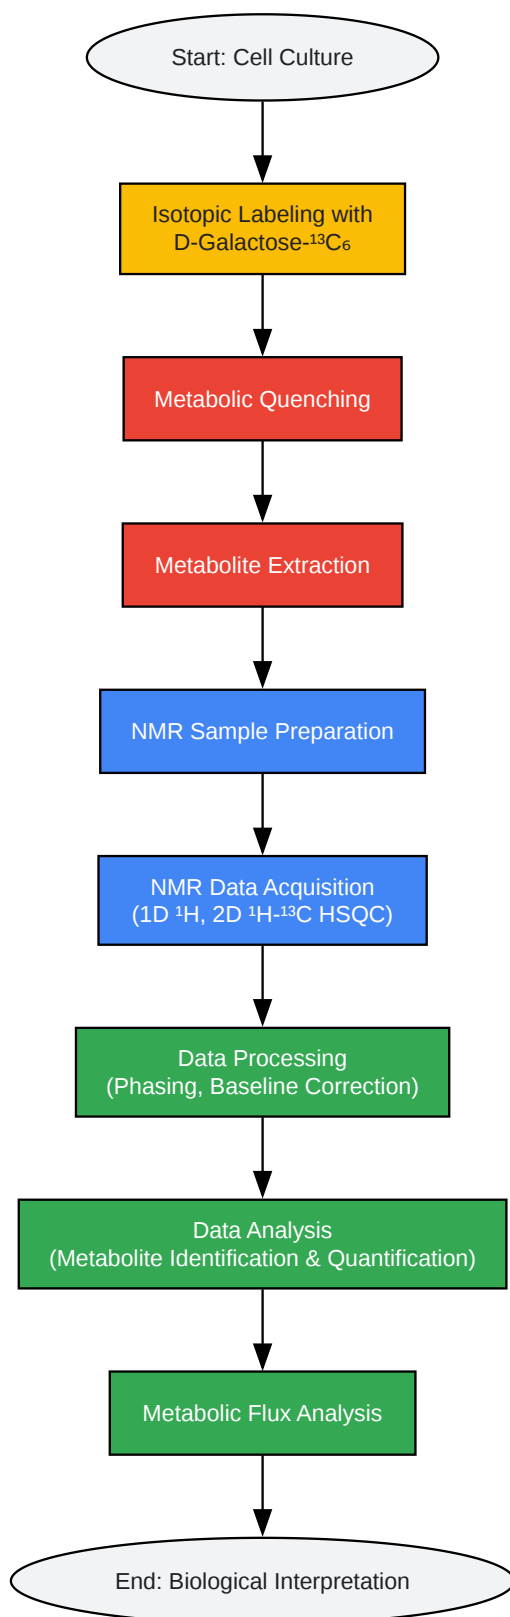 Start: Cell Culture
Isotopic Labeling with
D-Galactose-¹³C₆
Metabolic Quenching
Metabolite Extraction
NMR Sample Preparation
NMR Data Acquisition
(1D ¹H, 2D ¹H-¹³C HSQC)
Data Processing
(Phasing, Baseline Correction)
Data Analysis
(Metabolite Identification & Quantification)
Metabolic Flux Analysis
End: Biological Interpretation